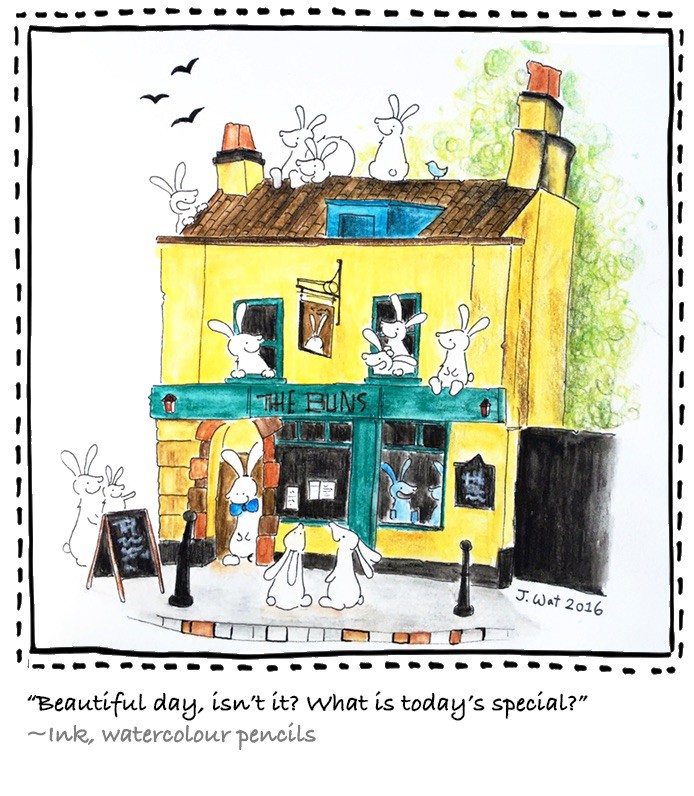 THE BUNS
J. Wat 2016
“Beautiful day, isn’t it? What is today’s special?”
~Ink, watercolour pencils